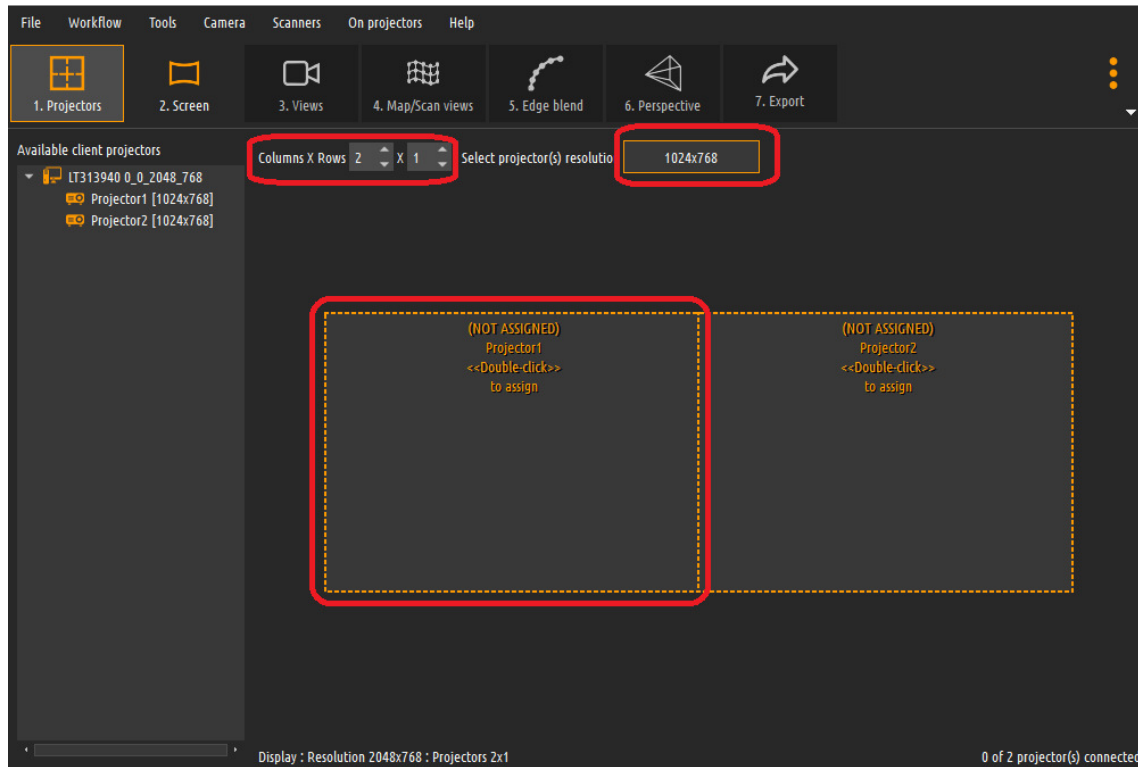 File Workflow Tools Camera Scanners On projectors Help
1. Projectors 2. Screen 3. Views 4. Map/Scan views 5. Edge blend 6. Perspective 7. Export
Available client projectors
LT313940 0_0_2048_768
Projector1 [1024x768]
Projector2 [1024x768]
Columns X Rows 2 X 1 Select projector(s) resolutio 1024x768
(NOT ASSIGNED)
Projector1
<<Double-click>>
to assign
(NOT ASSIGNED)
Projector2
<<Double-click>>
to assign
Display : Resolution 2048x768 : Projectors 2x1
0 of 2 projector(s) connected